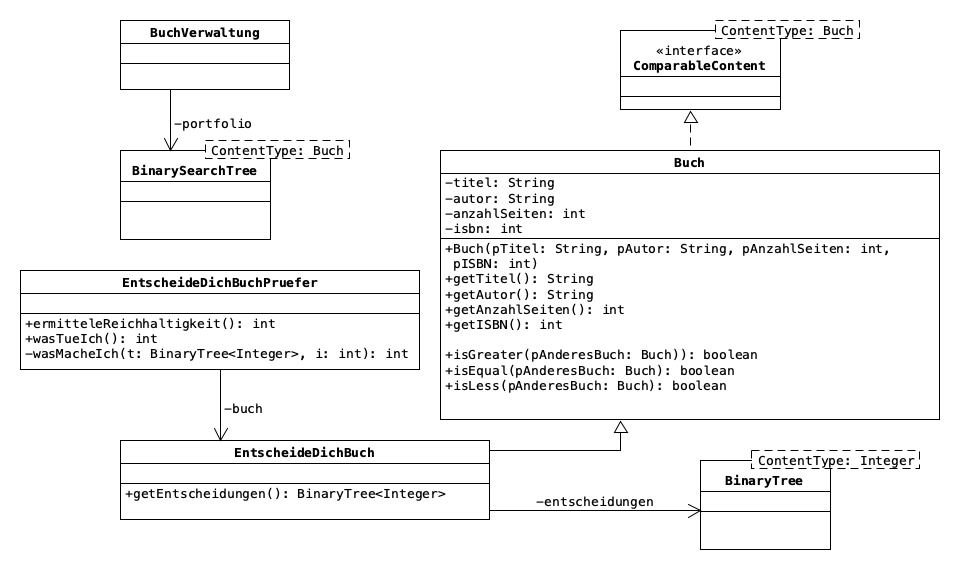 BuchVerwaltung
-portfolio
ContentType: Buch
BinarySearchTree
ContentType: Buch
«interface»
ComparableContent
Buch
-titel: String
-autor: String
-anzahlSeiten: int
-isbn: int
+Buch(pTitel: String, pAutor: String, pAnzahlSeiten: int,
pISBN: int)
+getTitel(): String
+getAutor(): String
+getAnzahlSeiten(): int
+getISBN(): int
+isGreater(pAnderesBuch: Buch)): boolean
+isEqual(pAnderesBuch: Buch): boolean
+isLess(pAnderesBuch: Buch): boolean
EntscheideDichBuchPruefer
+ermitteleReichhaltigkeit(): int
+wasTueIch(): int
-wasMacheIch(t: BinaryTree<Integer>, i: int): int
-buch
EntscheideDichBuch
+getEntscheidungen(): BinaryTree<Integer>
-entscheidungen
ContentType: Integer
BinaryTree